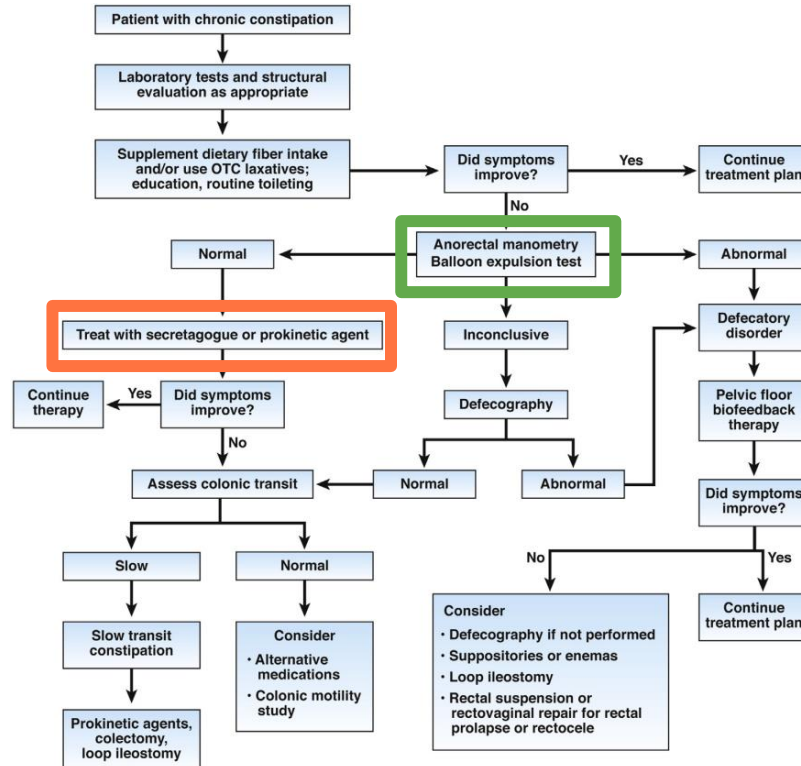 Patient with chronic constipation
Laboratory tests and structural
evaluation as appropriate
Supplement dietary fiber intake
and/or use OTC laxatives;
education, routine toileting
Did symptoms
improve?
Yes
Continue
treatment plan
No
Normal
Anorectal manometry
Balloon expulsion test
Abnormal
Treat with secretagogue or prokinetic agent
Inconclusive
Defecatory
disorder
Continue
therapy
Yes
Did symptoms
improve?
Defecography
Pelvic floor
biofeedback
therapy
No
Assess colonic transit
Normal
Abnormal
Did symptoms
improve?
Slow
Normal
No
Yes
Slow transit
constipation
Consider
· Alternative
medications
· Colonic motility
study
Consider
· Defecography if not performed
· Suppositories or enemas
· Loop ileostomy
· Rectal suspension or
rectovaginal repair for rectal
prolapse or rectocele
Continue
treatment plan
Prokinetic agents,
colectomy,
loop ileostomy